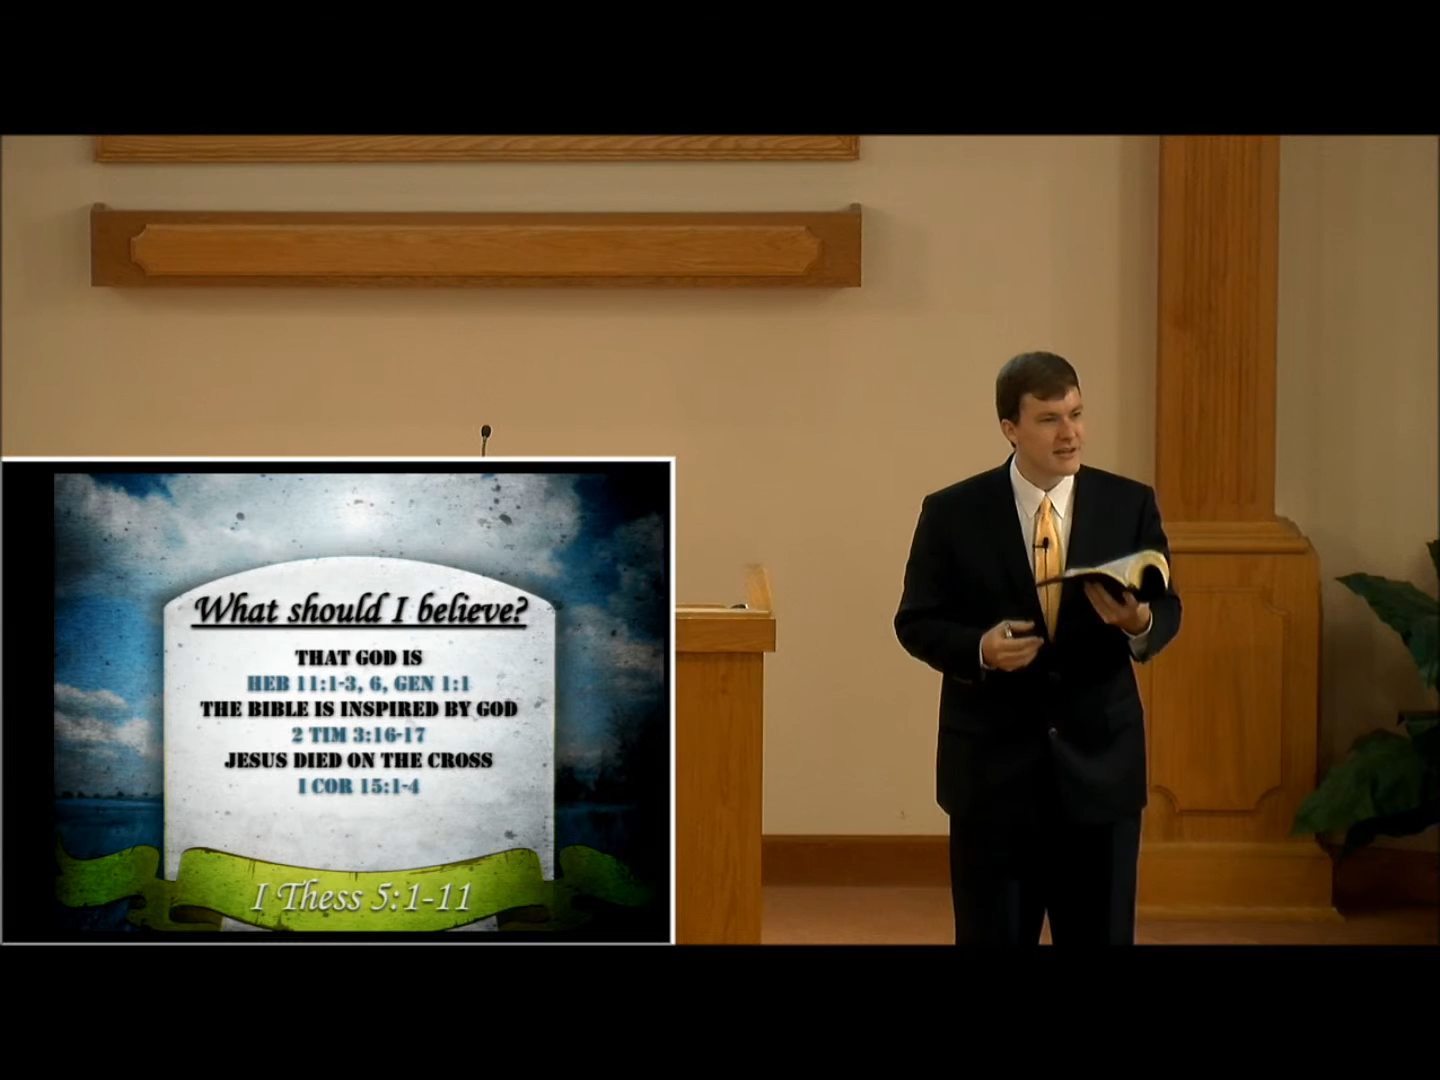 What should I believe?
THAT GOD IS
HEB 11:1-3, 6, GEN 1:1
THE BIBLE IS INSPIRED BY GOD
2 TIM 3:16-17
JESUS DIED ON THE CROSS
I COR 15:1-4
I Thess 5:1-11